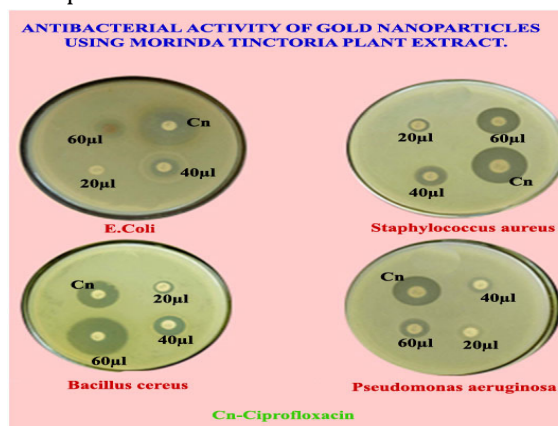 ANTIBACTERIAL ACTIVITY OF GOLD NANOPARTICLES
USING MORINDA TINCTORIA PLANT EXTRACT.
60µl
Cn
20µl
40µl
E.Coli
20µl
60µl
40µl
Cn
Staphylococcus aureus
Cn
20µl
60µl
40µl
Bacillus cereus
Cn
40µl
60µl
20µl
Pseudomonas aeruginosa
Cn-Ciprofloxacin